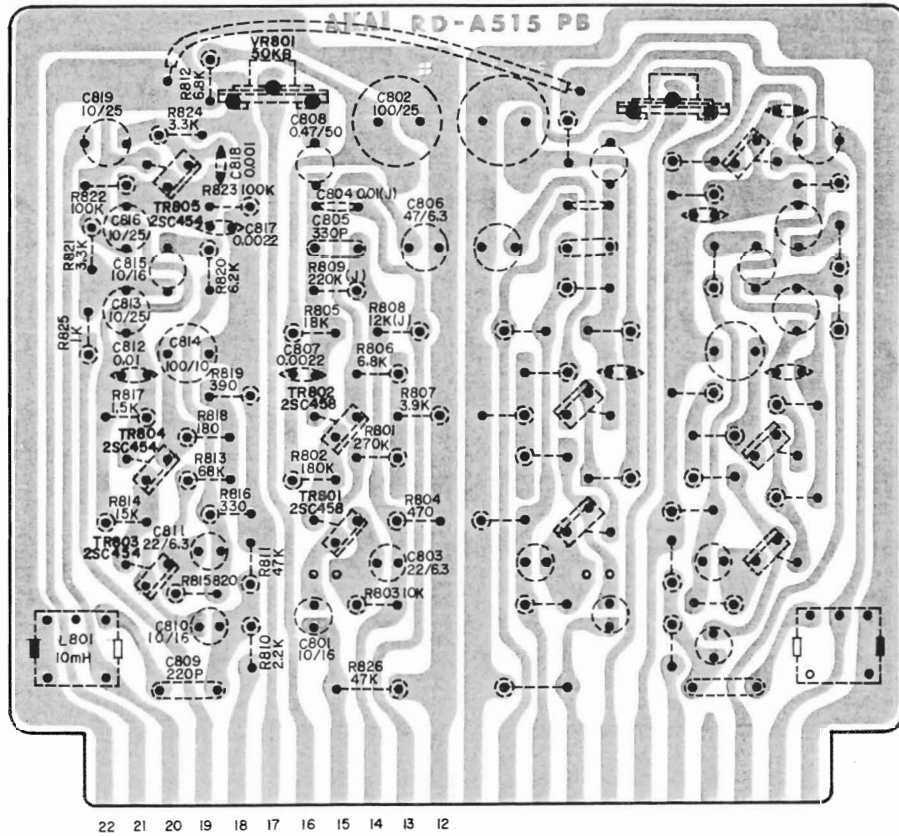 AKAI RD-A515 PB
VR801
50KB
R812
6.8K
C819
10/25
R824
3.3K
C818
0.001
C808
0.47/50
C802
100/25
R822
100K
TR805
2SC454
R823 100K
C804 0.01(J)
C816
10/25
C817
0.0022
C805
330P
C806
47/6.3
R821
3.3K
C815
10/16
R820
6.2K
R809
220K(J)
C813
10/25
R805
18K
R808
12K(J)
R825
1K
C812
0.01
C814
100/10
C807
0.0022
R806
6.8K
R819
390
R817
1.5K
TR802
2SC458
R807
3.9K
R818
180
R801
270K
TR804
2SC454
R813
68K
R802
180K
R816
330
TR801
2SC458
R804
470
R814
15K
C811
22/6.3
TR803
2SC454
R811
47K
C803
22/6.3
R815 820
R803 10K
C810
10/16
R810
2.2K
C801
10/16
L801
10mH
C809
220P
R826
47K
22 21 20 19 18 17 16 15 14 13 12